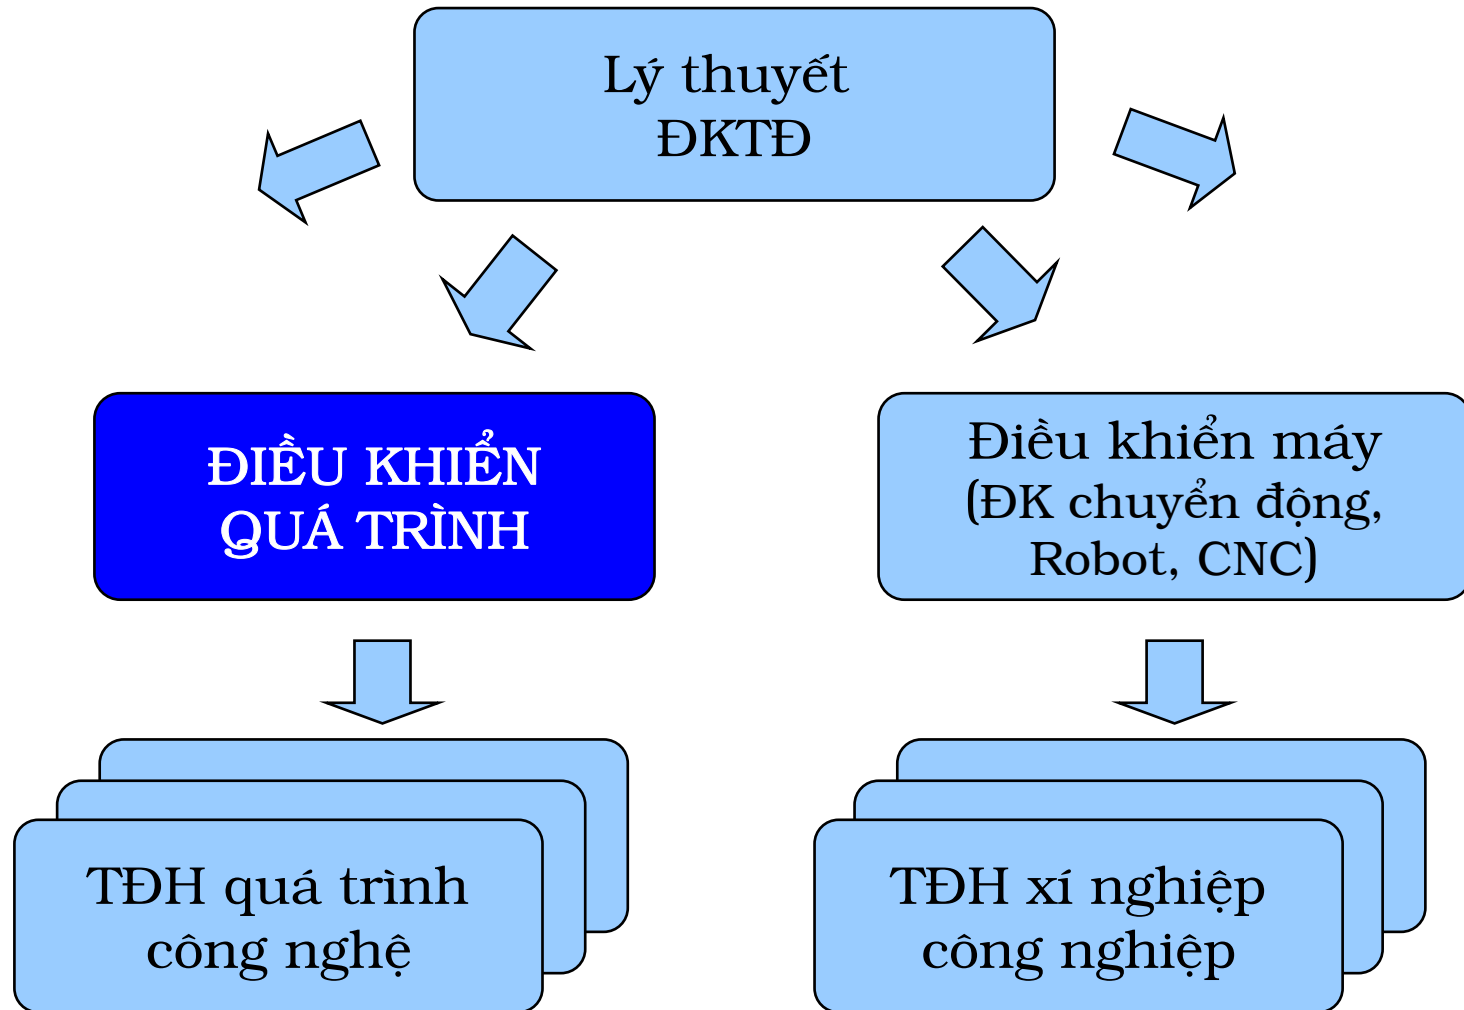 Lý thuyết
ĐKTĐ
ĐIỀU KHIỂN
QUÁ TRÌNH
Điều khiển máy
(ĐK chuyển động,
Robot, CNC)
TĐH quá trình
công nghệ
TĐH xí nghiệp
công nghiệp